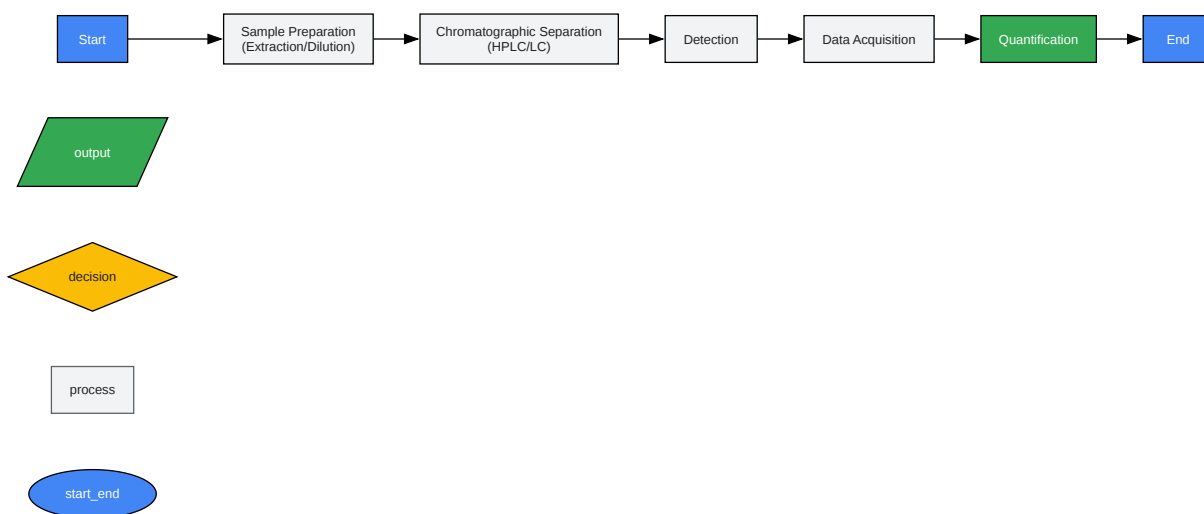 Start
Sample Preparation
(Extraction/Dilution)
Chromatographic Separation
(HPLC/LC)
Detection
Data Acquisition
Quantification
End
output
decision
process
start_end